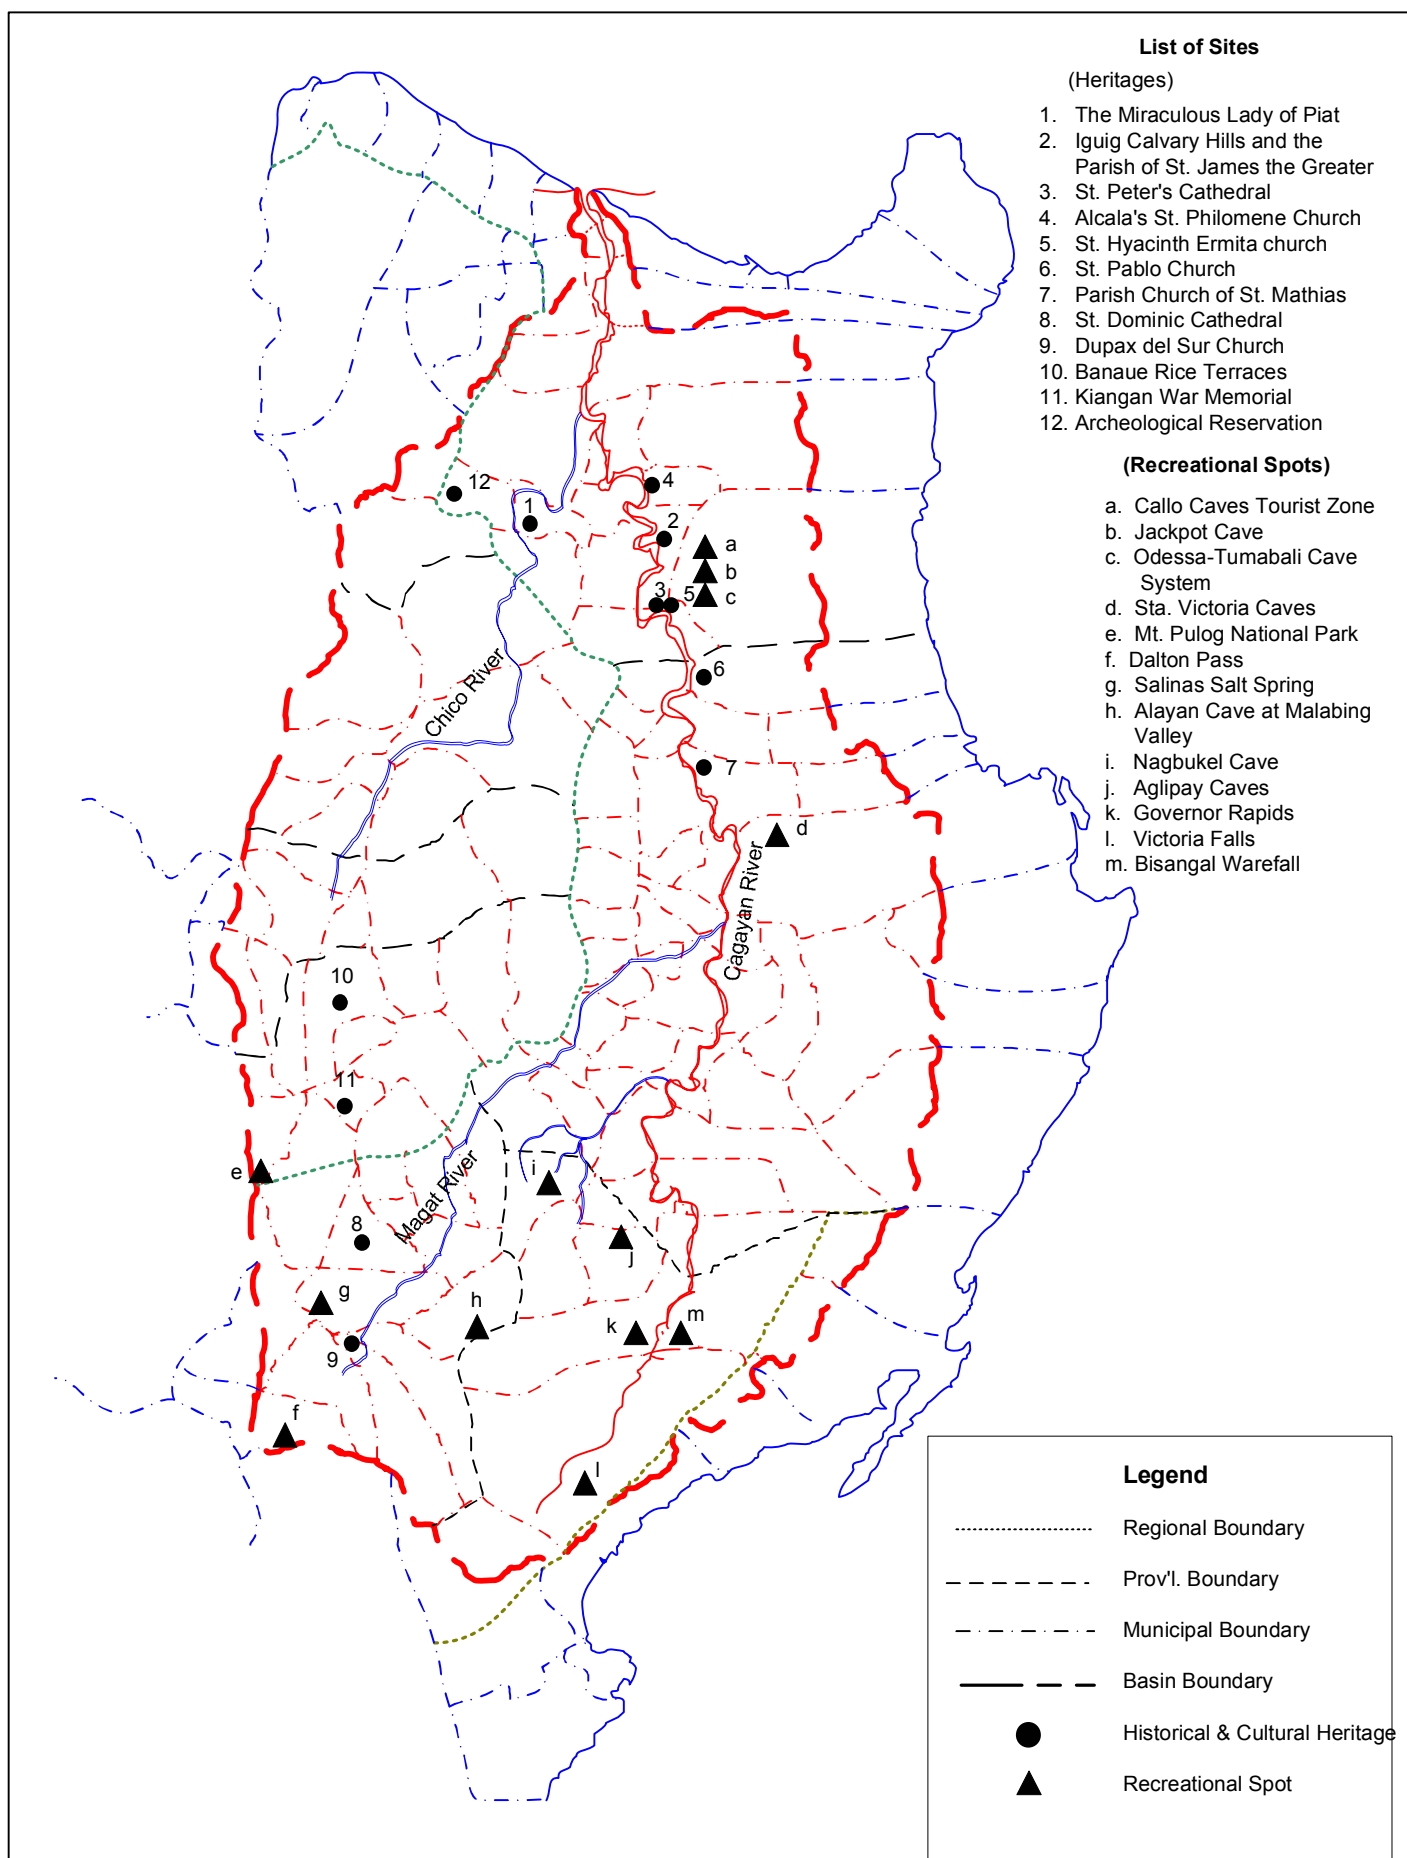 List of Sites
(Heritages)
1. The Miraculous Lady of Piat
2. Iguig Calvary Hills and the
Parish of St. James the Greater
3. St. Peter's Cathedral
4. Alcala's St. Philomene Church
5. St. Hyacinth Ermita church
6. St. Pablo Church
7. Parish Church of St. Mathias
8. St. Dominic Cathedral
9. Dupax del Sur Church
10. Banaue Rice Terraces
11. Kiangan War Memorial
12. Archeological Reservation
(Recreational Spots)
a. Callo Caves Tourist Zone
b. Jackpot Cave
c. Odessa-Tumabali Cave
System
d. Sta. Victoria Caves
e. Mt. Pulog National Park
f. Dalton Pass
g. Salinas Salt Spring
h. Alayan Cave at Malabing
Valley
i. Nagbukel Cave
j. Aglipay Caves
k. Governor Rapids
l. Victoria Falls
m. Bisangal Warefall
12
4
1
2
a
b
3
5
c
6
Chico River
7
d
Cagayan River
10
11
e
i
Magat River
8
j
g
h
k
m
9
f
l
Legend
Regional Boundary
Prov'l. Boundary
Municipal Boundary
Basin Boundary
Historical & Cultural Heritage
Recreational Spot